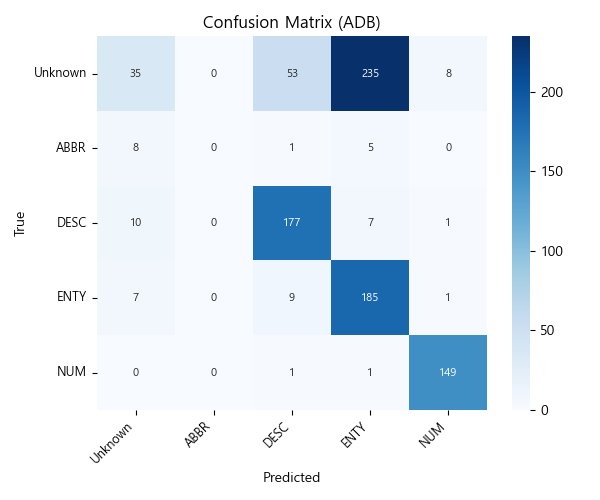 Confusion Matrix (ADB)
True
Unknown 35 0 53 235 8
ABBR 8 0 1 5 0
DESC 10 0 177 7 1
ENTY 7 0 9 185 1
NUM 0 0 1 1 149
Unknown ABBR DESC ENTY NUM
Predicted
200
150
100
50
0